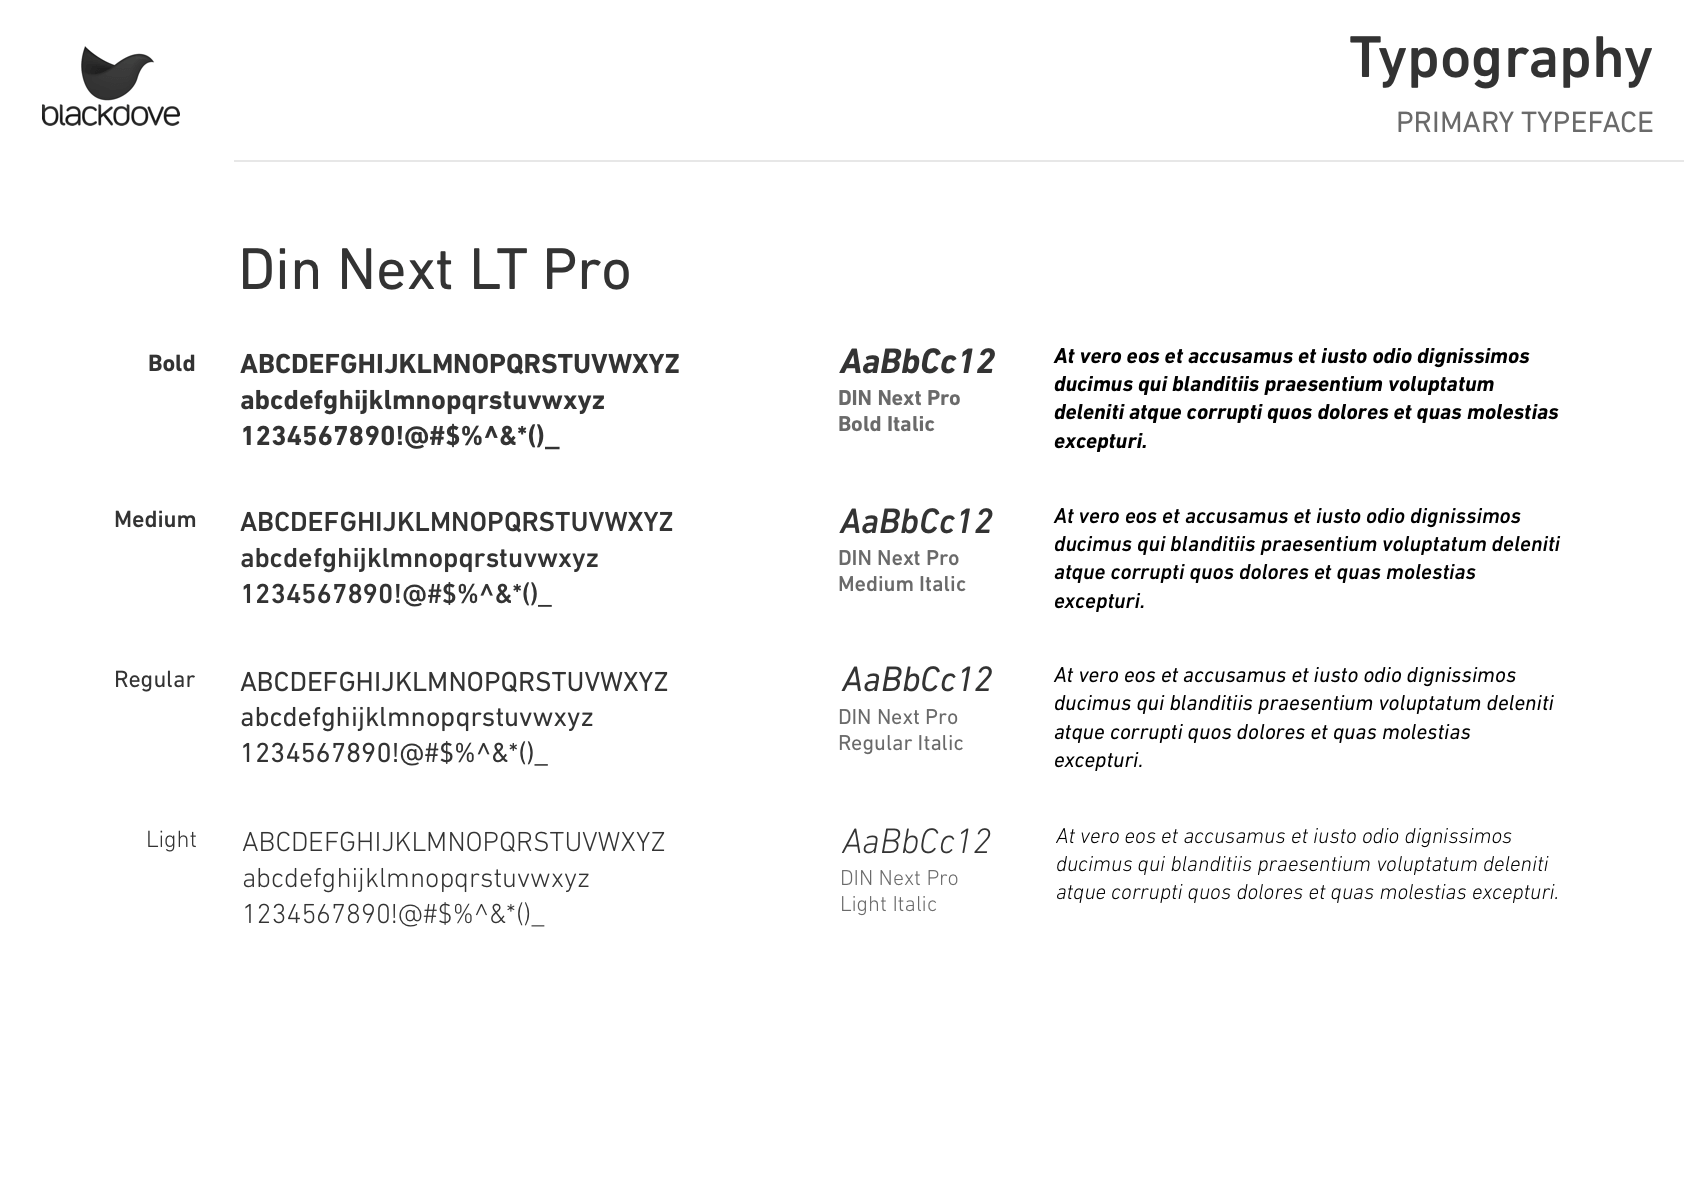 blackdove
Typography
PRIMARY TYPEFACE
Din Next LT Pro
Bold
ABCDEFGHIJKLMNOPQRSTUVWXYZ
abcdefghijklmnopqrstuvwxyz
1234567890!@#$%^&*()_
AaBbCc12
DIN Next Pro
Bold Italic
At vero eos et accusamus et iusto odio dignissimos
ducimus qui blanditiis praesentium voluptatum
deleniti atque corrupti quos dolores et quas molestias
excepturi.
Medium
ABCDEFGHIJKLMNOPQRSTUVWXYZ
abcdefghijklmnopqrstuvwxyz
1234567890!@#$%^&*()_
AaBbCc12
DIN Next Pro
Medium Italic
At vero eos et accusamus et iusto odio dignissimos
ducimus qui blanditiis praesentium voluptatum deleniti
atque corrupti quos dolores et quas molestias
excepturi.
Regular
ABCDEFGHIJKLMNOPQRSTUVWXYZ
abcdefghijklmnopqrstuvwxyz
1234567890!@#$%^&*()_
AaBbCc12
DIN Next Pro
Regular Italic
At vero eos et accusamus et iusto odio dignissimos
ducimus qui blanditiis praesentium voluptatum deleniti
atque corrupti quos dolores et quas molestias
excepturi.
Light
ABCDEFGHIJKLMNOPQRSTUVWXYZ
abcdefghijklmnopqrstuvwxyz
1234567890!@#$%^&*()_
AaBbCc12
DIN Next Pro
Light Italic
At vero eos et accusamus et iusto odio dignissimos
ducimus qui blanditiis praesentium voluptatum deleniti
atque corrupti quos dolores et quas molestias excepturi.